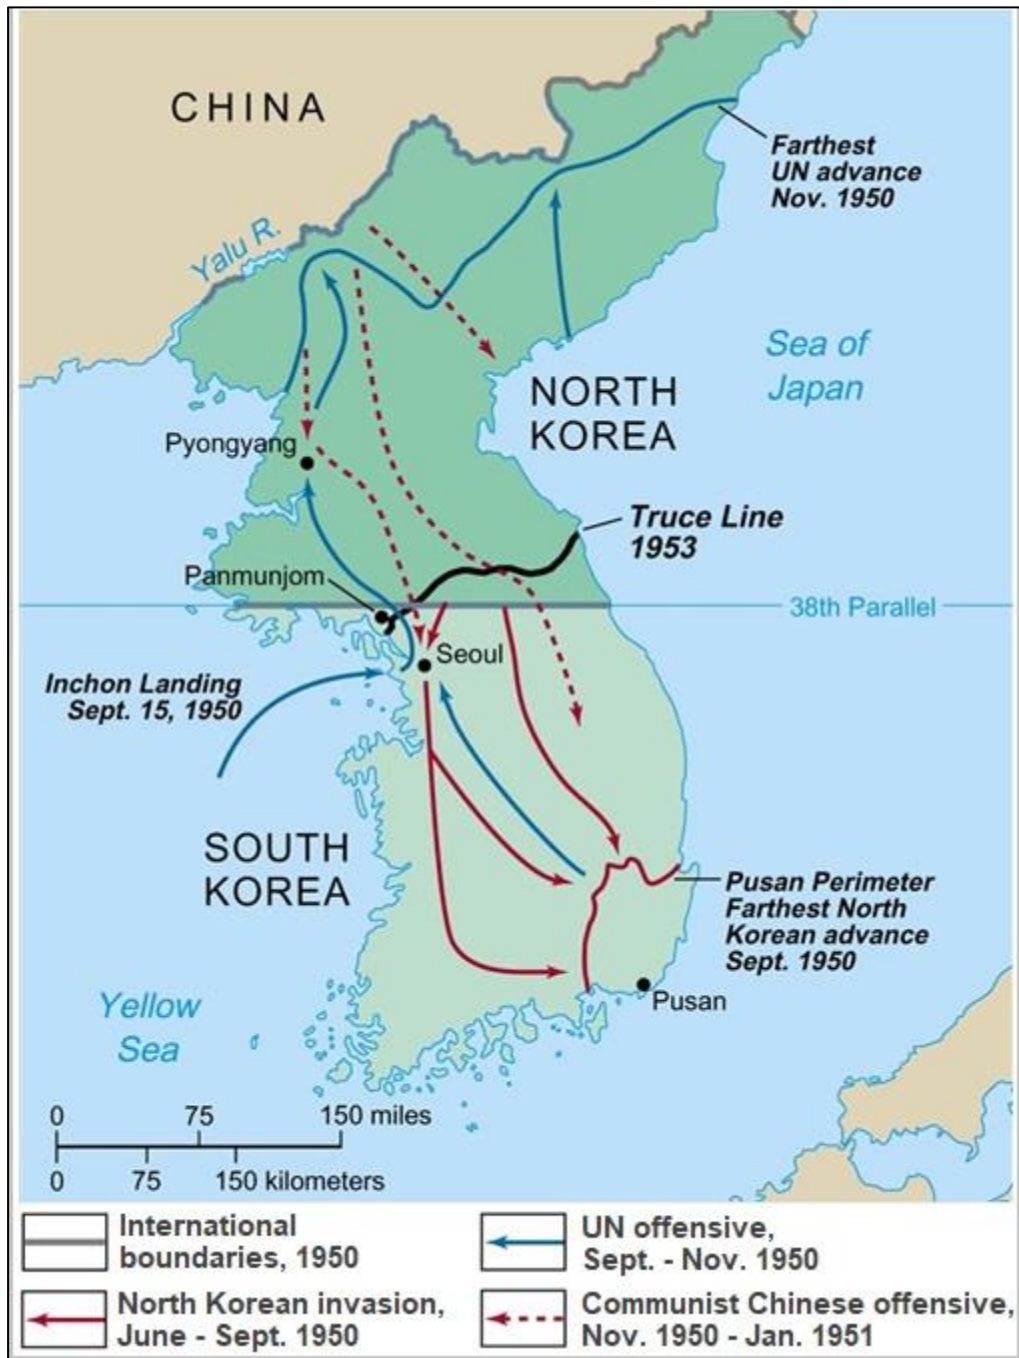 CHINA
Farthest
UN advance
Nov. 1950
Yalu R.
Sea of
Japan
NORTH
KOREA
Pyongyang
Truce Line
1953
Panmunjom
38th Parallel
Seoul
Inchon Landing
Sept. 15, 1950
SOUTH
KOREA
Pusan Perimeter
Farthest North
Korean advance
Sept. 1950
Pusan
Yellow
Sea
0 75 150 miles
0 75 150 kilometers
International
boundaries, 1950
UN offensive,
Sept. - Nov. 1950
North Korean invasion,
June - Sept. 1950
Communist Chinese offensive,
Nov. 1950 - Jan. 1951